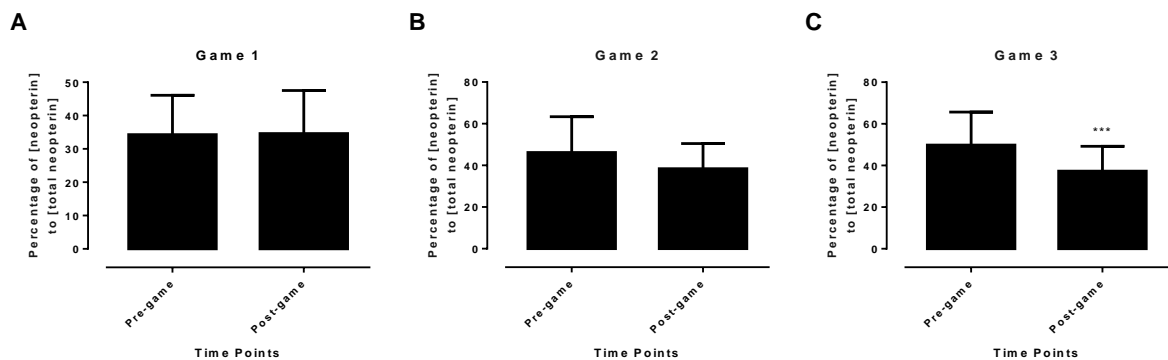 A
Game 1
Percentage of [neopterin]
to [total neopterin]
50
40
30
20
10
0
Pre-game
Post-game
Time Points
B
Game 2
Percentage of [neopterin]
to [total neopterin]
80
60
40
20
0
Pre-game
Post-game
Time Points
C
Game 3
Percentage of [neopterin]
to [total neopterin]
80
60
40
20
0
***
Pre-game
Post-game
Time Points